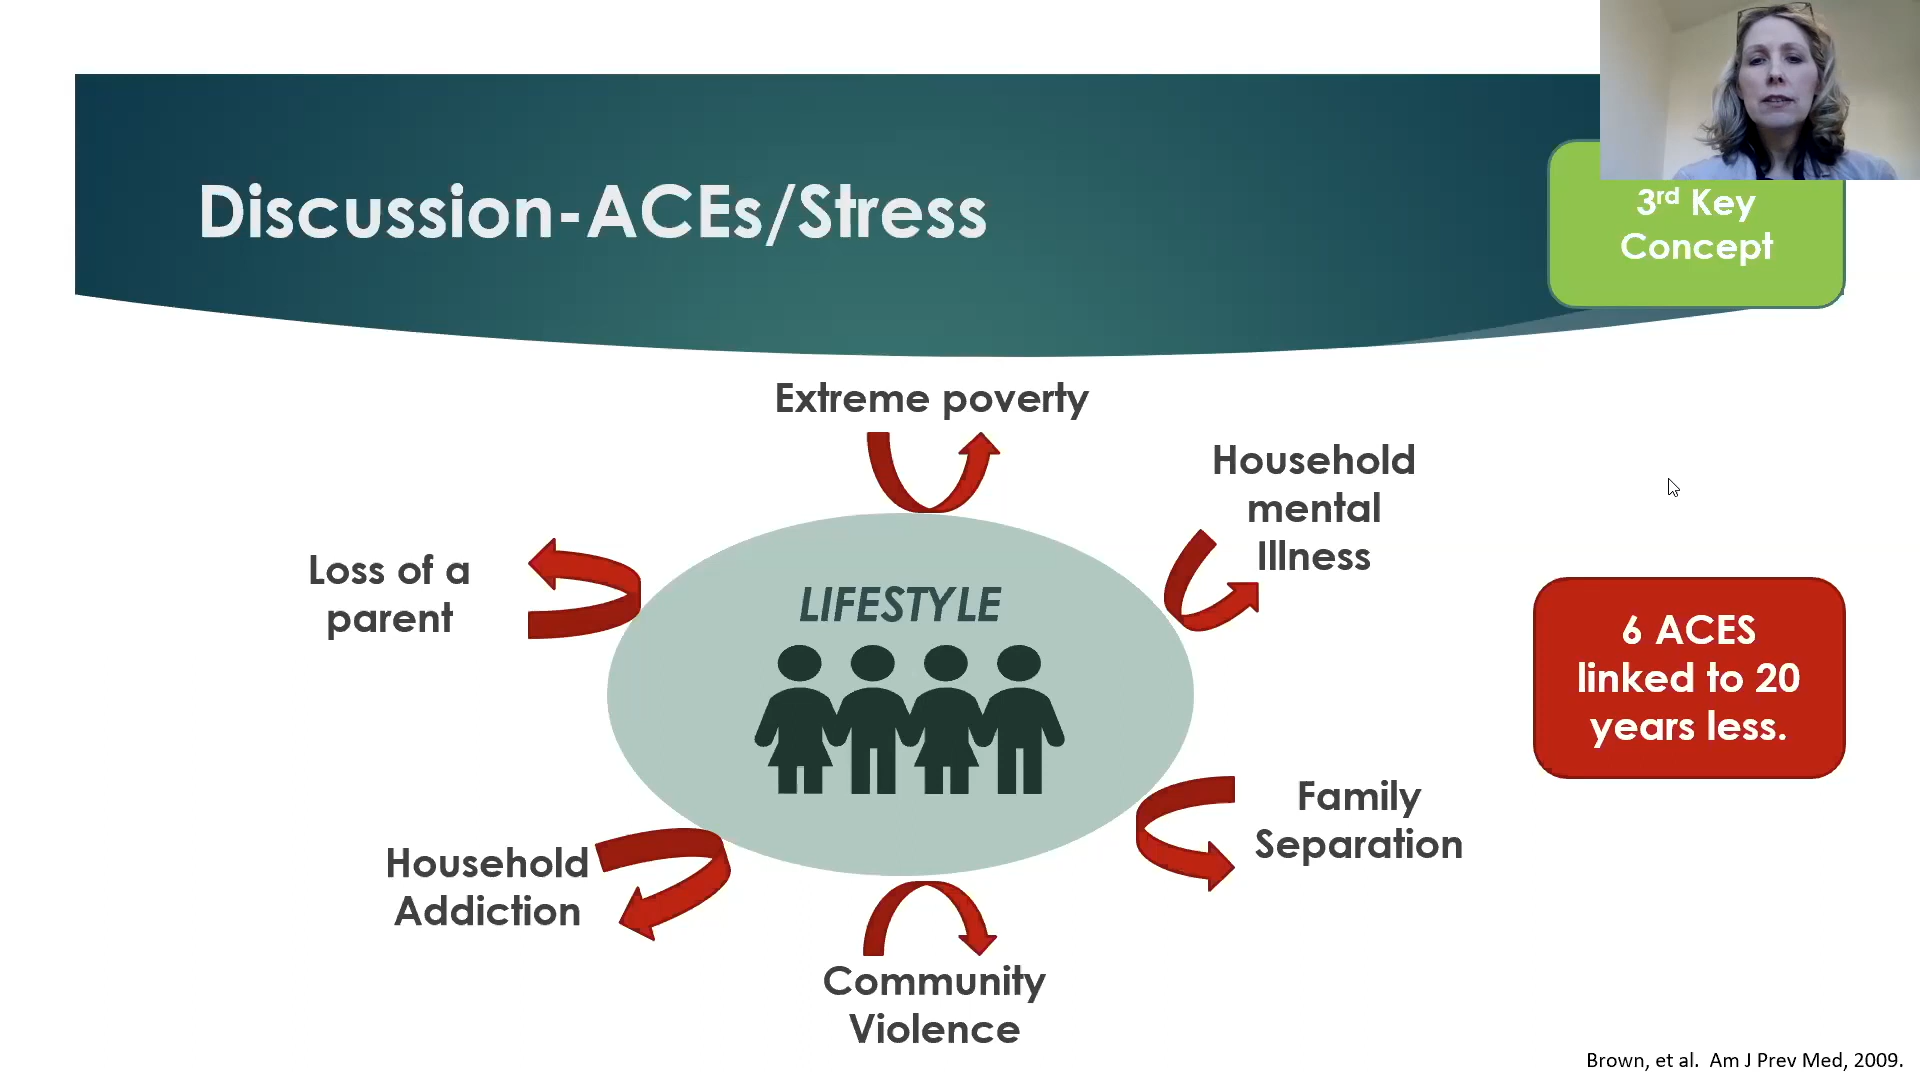 Discussion-ACEs/Stress
3rd Key
Concept
Extreme poverty
Household
mental
Illness
Loss of a
parent
LIFESTYLE
6 ACES
linked to 20
years less.
Family
Separation
Household
Addiction
Community
Violence
Brown, et al.  Am J Prev Med, 2009.